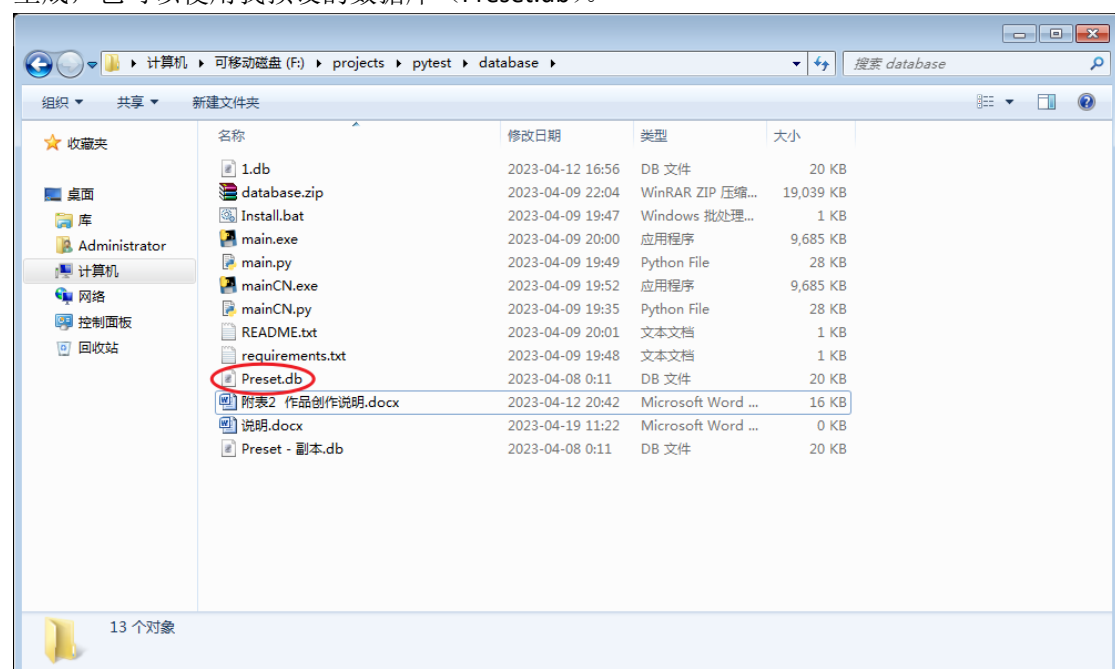 计算机 ▸ 可移动磁盘 (F:) ▸ projects ▸ pytest ▸ database ▸ 搜索 database
组织 共享 新建文件夹
名称 修改日期 类型 大小
收藏夹
桌面
库
Administrator
计算机
网络
控制面板
回收站
1.db 2023-04-12 16:56 DB 文件 20 KB
database.zip 2023-04-09 22:04 WinRAR ZIP 压缩... 19,039 KB
Install.bat 2023-04-09 19:47 Windows 批处理... 1 KB
main.exe 2023-04-09 20:00 应用程序 9,685 KB
main.py 2023-04-09 19:49 Python File 28 KB
mainCN.exe 2023-04-09 19:52 应用程序 9,685 KB
mainCN.py 2023-04-09 19:35 Python File 28 KB
README.txt 2023-04-09 20:01 文本文档 1 KB
requirements.txt 2023-04-09 19:48 文本文档 1 KB
Preset.db 2023-04-08 0:11 DB 文件 20 KB
附表2 作品创作说明.docx 2023-04-12 20:42 Microsoft Word ... 16 KB
说明.docx 2023-04-19 11:22 Microsoft Word ... 0 KB
Preset - 副本.db 2023-04-08 0:11 DB 文件 20 KB
13 个对象